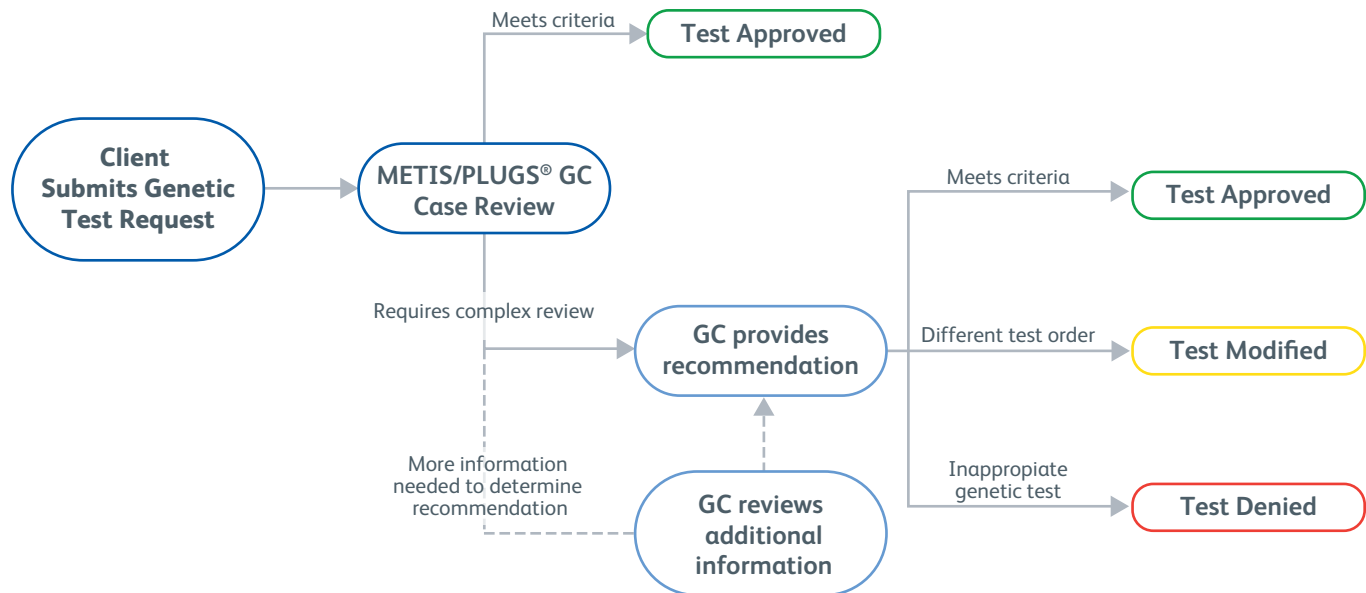 Meets criteria
Test Approved
Client
Submits Genetic
Test Request
METIS/PLUGS® GC
Case Review
Meets criteria
Test Approved
Requires complex review
GC provides
recommendation
Different test order
Test Modified
More information
needed to determine
recommendation
GC reviews
additional
information
Inappropiate
genetic test
Test Denied